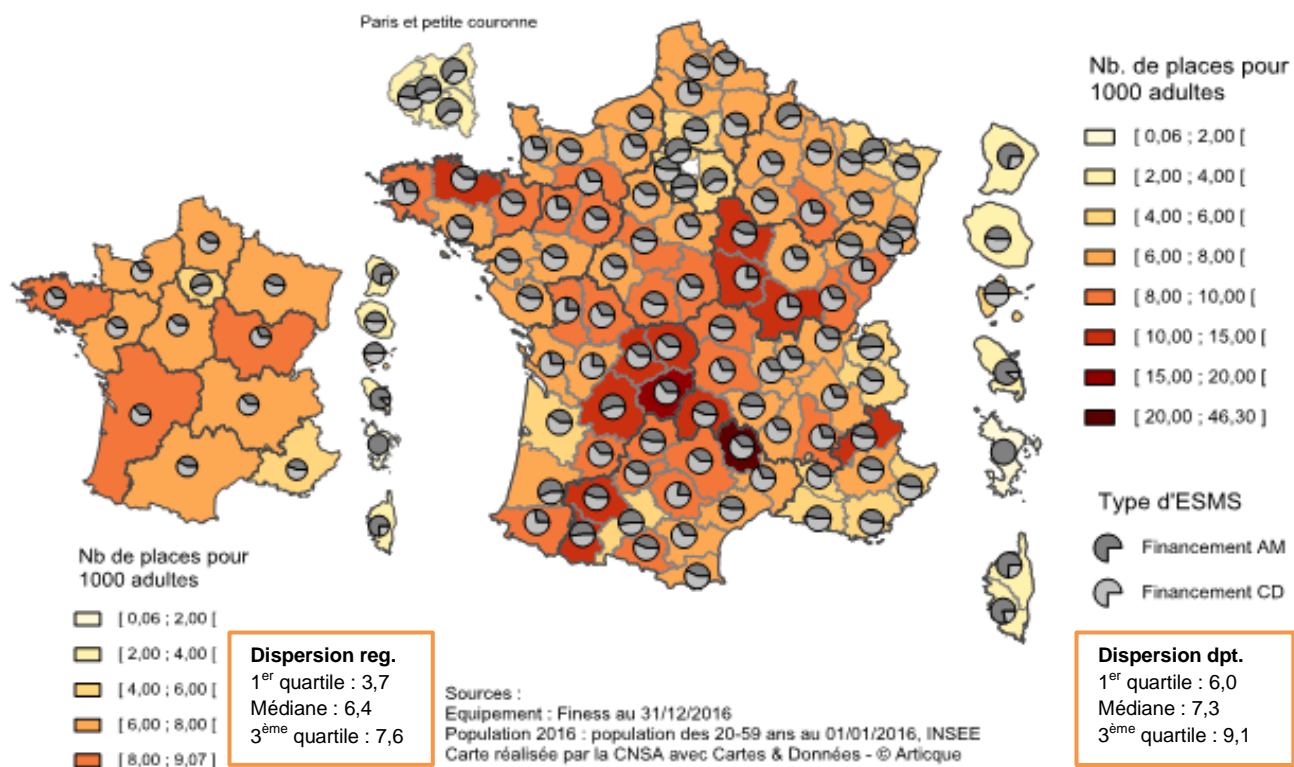 Paris et petite couronne
Nb. de places pour
1000 adultes
[ 0,06 ; 2,00 [
[ 2,00 ; 4,00 [
[ 4,00 ; 6,00 [
[ 6,00 ; 8,00 [
[ 8,00 ; 10,00 [
[ 10,00 ; 15,00 [
[ 15,00 ; 20,00 [
[ 20,00 ; 46,30 [
Type d'ESMS
Financement AM
Financement CD
Nb de places pour
1000 adultes
[ 0,06 ; 2,00 [
[ 2,00 ; 4,00 [
[ 4,00 ; 6,00 [
[ 6,00 ; 8,00 [
[ 8,00 ; 9,07 ]
Dispersion reg.
1er quartile : 3,7
Médiane : 6,4
3ème quartile : 7,6
Sources :
Equipement : Finess au 31/12/2016
Population 2016 : population des 20-59 ans au 01/01/2016, INSEE
Carte réalisée par la CNSA avec Cartes & Données - © Articque
Dispersion dpt.
1er quartile : 6,0
Médiane : 7,3
3ème quartile : 9,1